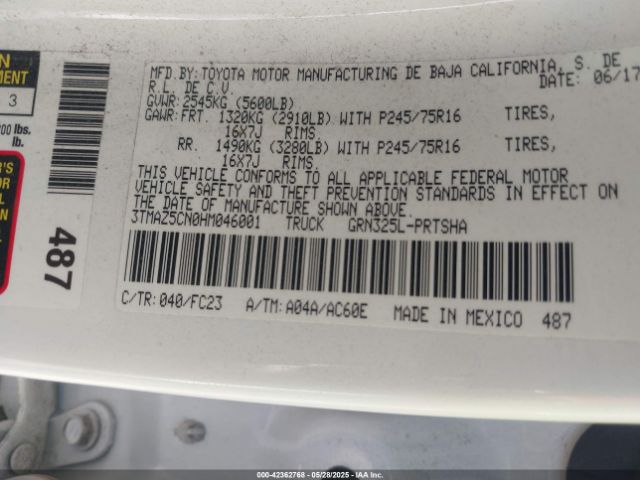 MFD.BY:TOYOTA MOTOR MANUFACTURING DE BAJA CALIFORNIA, S. DE
R.L. DE C.V. DATE: 06/17
GVWR:2545KG (5600LB)
GAWR:FRT. 1320KG (2910LB) WITH P245/75R16 TIRES,
16X7J RIMS.
RR. 1490KG (3280LB) WITH P245/75R16 TIRES,
16X7J RIMS.
THIS VEHICLE CONFORMS TO ALL APPLICABLE FEDERAL MOTOR
VEHICLE SAFETY AND THEFT PREVENTION STANDARDS IN EFFECT ON
THE DATE OF MANUFACTURE SHOWN ABOVE.
3TMAZ5CN0HM046001 TRUCK GRN325L-PRTSHA
C/TR:040/FC23 A/TM:A04A/AC60E MADE IN MEXICO 487
487
3
lbs.
lb.
000-42362768 - 05/28/2025 - IAA, Inc.